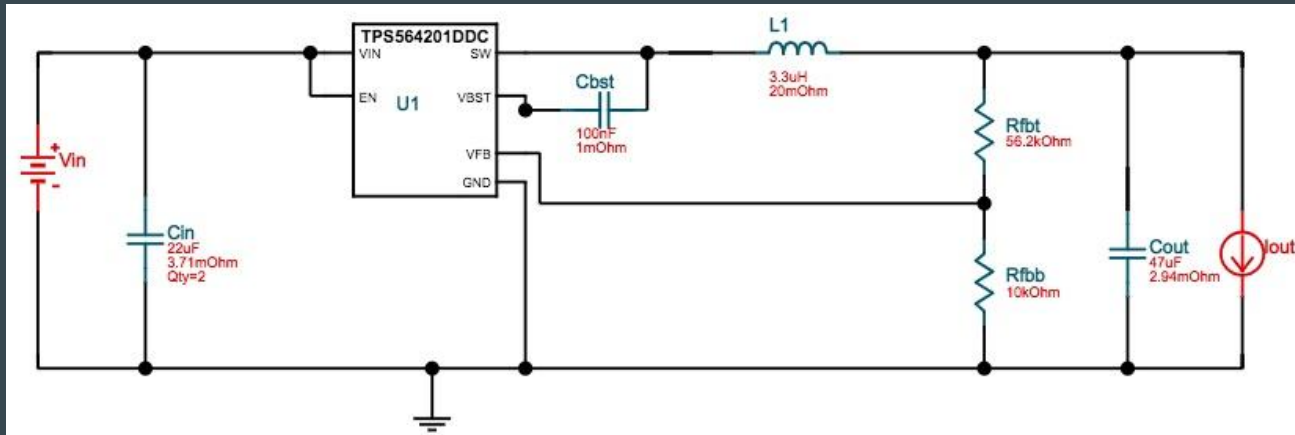 TPS564201DDC
VIN
SW
EN
U1
VBST
VFB
GND
L1
3.3uH
20mOhm
Cbst
100nF
1mOhm
Rfbt
56.2kOhm
+
Vin
-
Cin
22uF
3.71mOhm
Qty=2
Rfbb
10kOhm
Cout
47uF
2.94mOhm
Iout